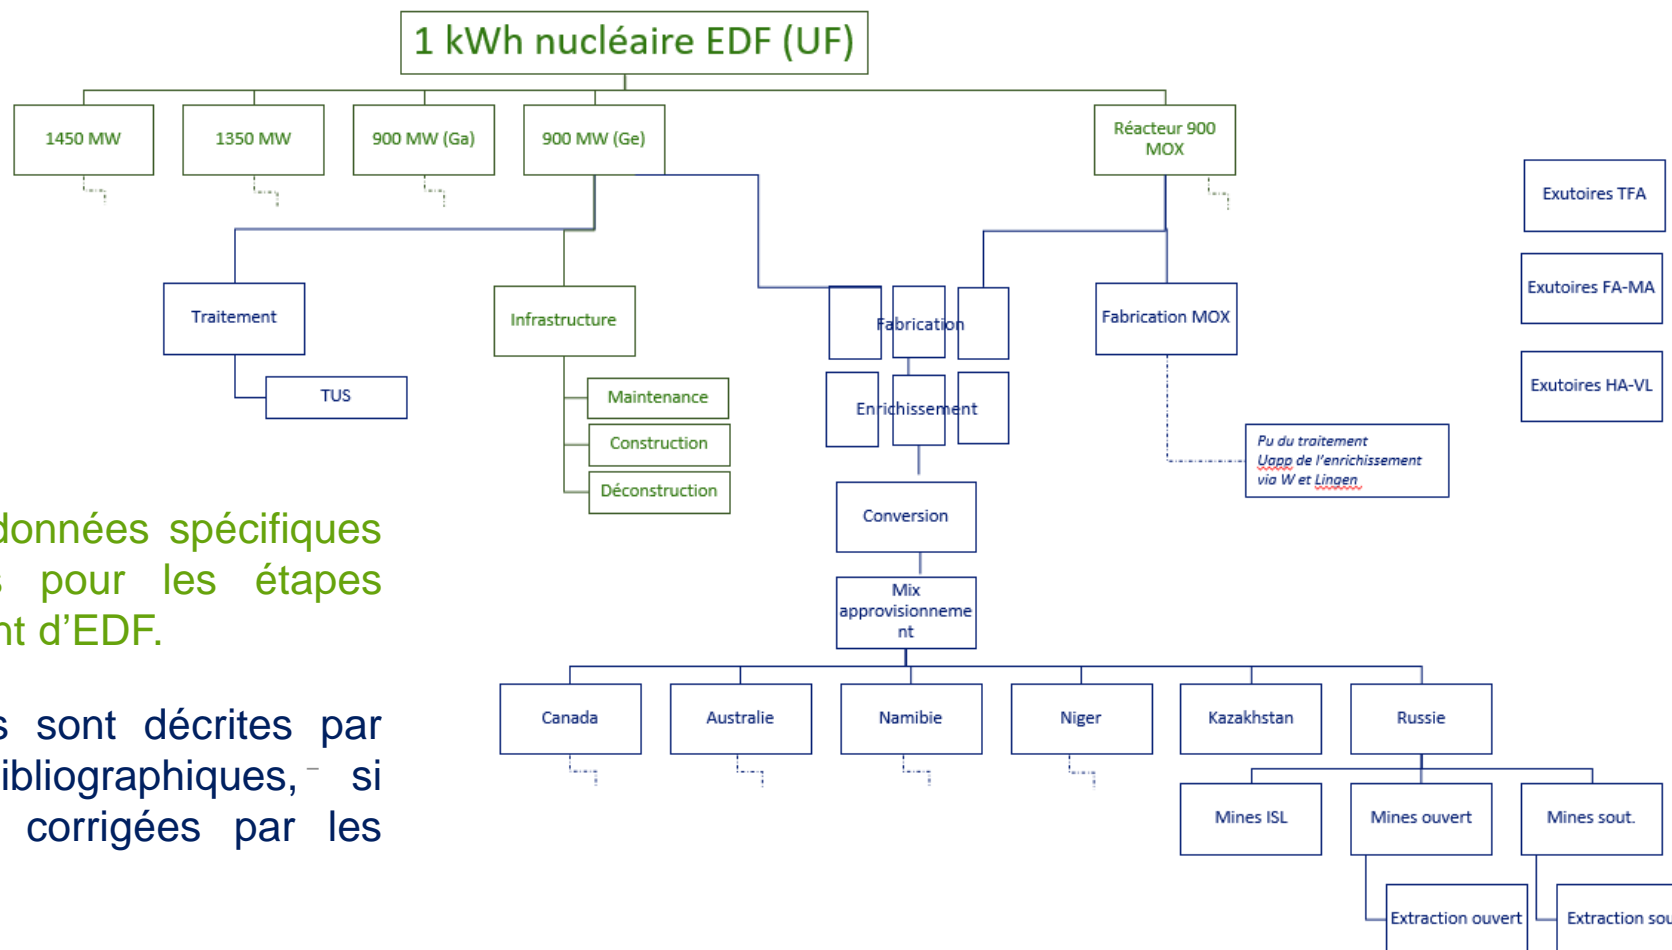 1 kWh nucléaire EDF (UF)
1450 MW
1350 MW
900 MW (Ga)
900 MW (Ge)
Réacteur 900
MOX
Exutoires TFA
Exutoires FA-MA
Exutoires HA-VL
Traitement
Infrastructure
Fabrication
Fabrication MOX
TUS
Maintenance
Construction
Déconstruction
Enrichissement
Pu du traitement
Uapp de l'enrichissement
via W et Lingen
Conversion
Mix
approvisionneme
nt
Canada
Australie
Namibie
Niger
Kazakhstan
Russie
Mines ISL
Mines ouvert
Mines sout.
Extraction ouvert
Extraction sou
données spécifiques
s pour les étapes
nt d'EDF.
s sont décrites par
ibliographiques, si
corrigées par les